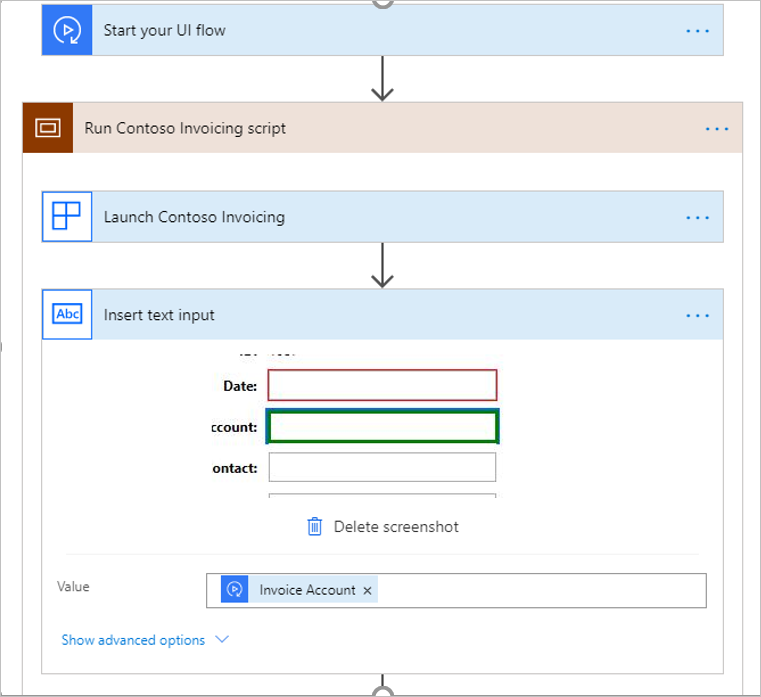 Start your UI flow
Run Contoso Invoicing script
Launch Contoso Invoicing
Abc Insert text input
Date:
ccount:
ontact:
Delete screenshot
Value Invoice Account ×
Show advanced options